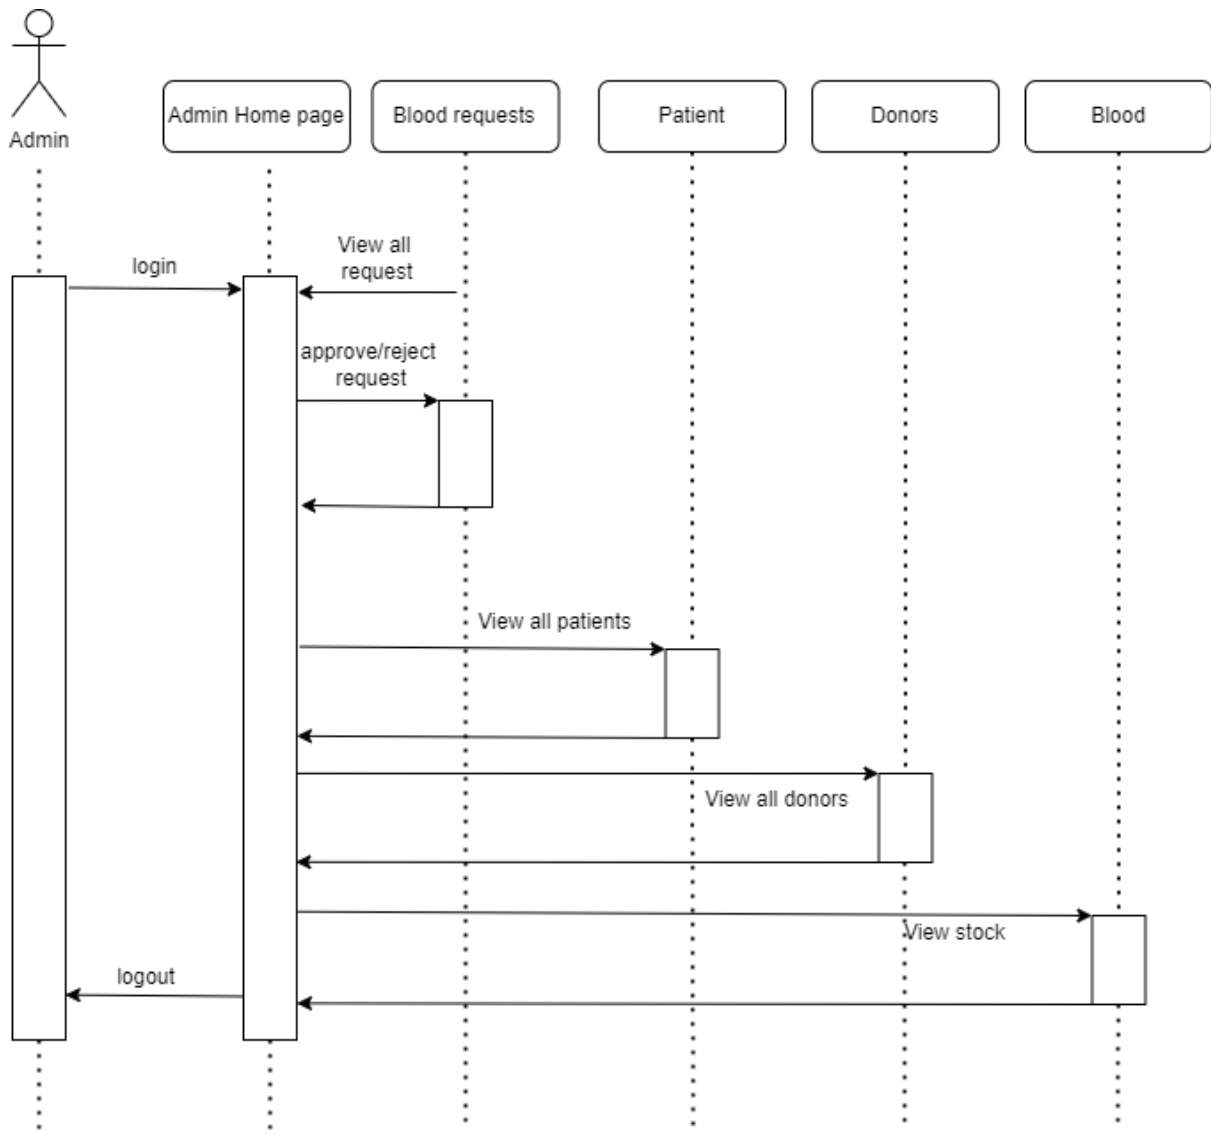 Admin
Admin Home page
Blood requests
Patient
Donors
Blood
login
View all
request
approve/reject
request
View all patients
View all donors
View stock
logout